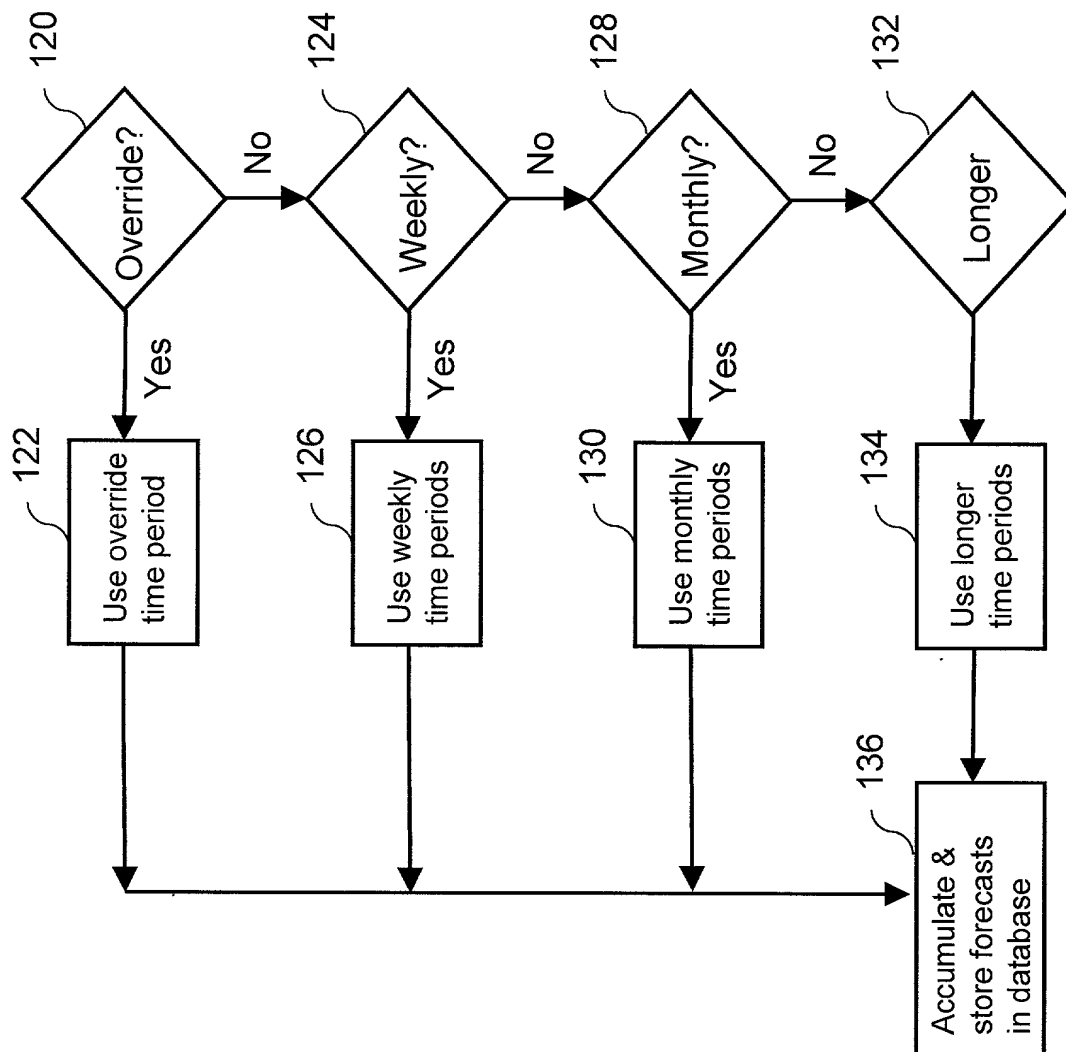 120
Override?
Yes
No
122
Use override
time period
124
Weekly?
Yes
No
126
Use weekly
time periods
128
Monthly?
Yes
No
130
Use monthly
time periods
132
Longer
134
Use longer
time periods
136
Accumulate &
store forecasts
in database